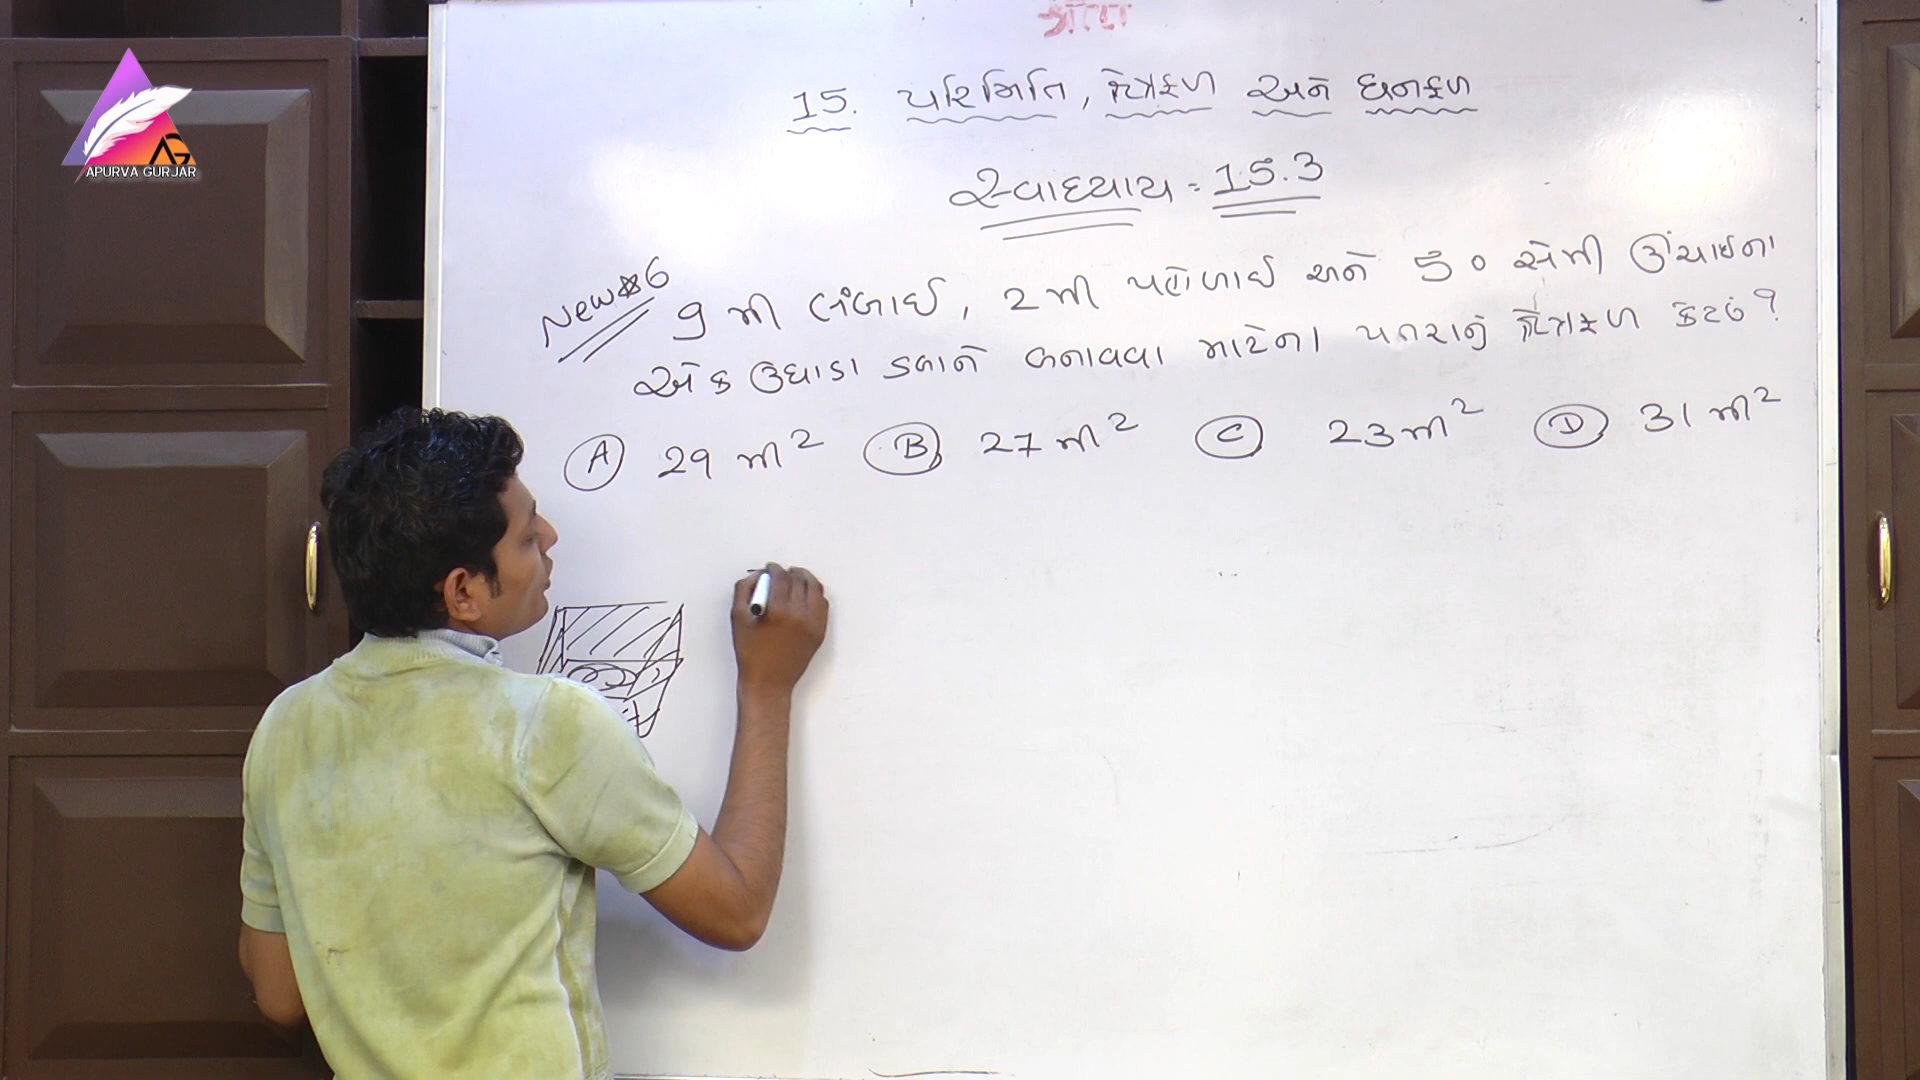 AG
APURVA GURJAR
15. પરિમિતિ, ક્ષેત્રફળ અને ઘનફળ
સ્વાધ્યાય = 15.3
New * 6
9 મી લંબાઈ, 2 મી પહોળાઈ અને 50 સેમી ઊંચાઈના
એક ઉઘાડા ડબાને બનાવવા માટેના પતરાનું ક્ષેત્રફળ કેટલું ?
A 29 મી² B 27 મી² C 23 મી² D 31 મી²